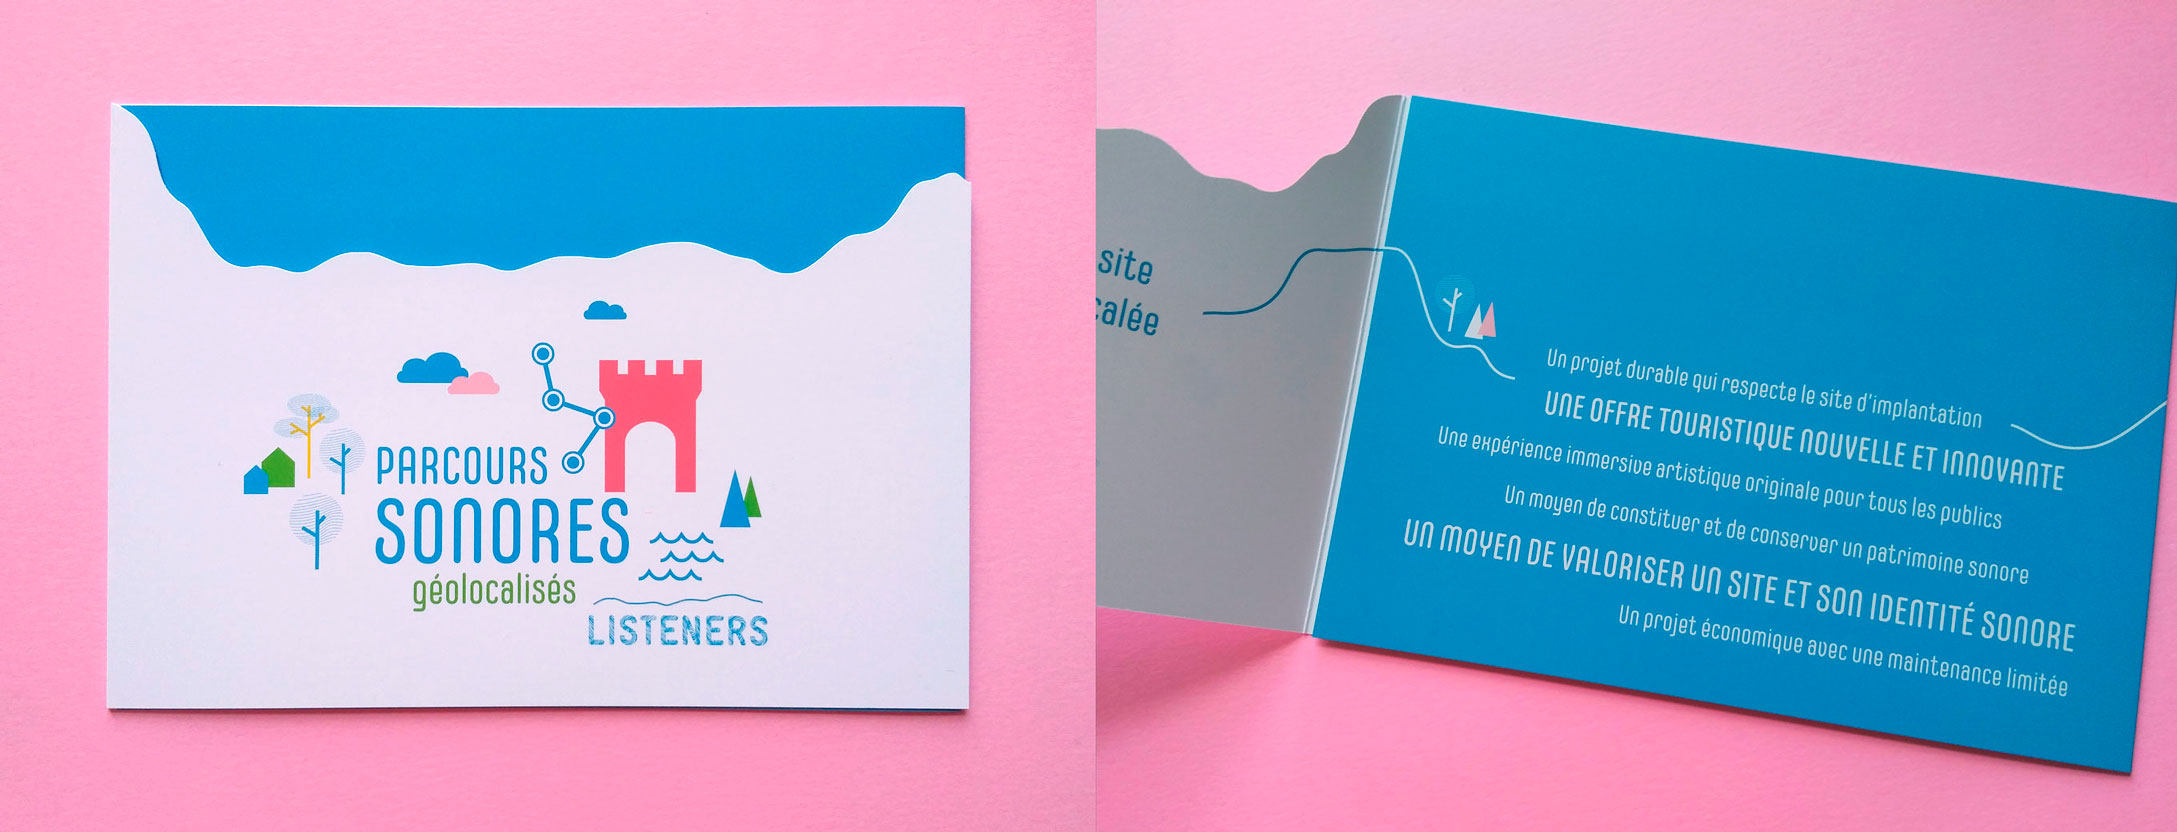 PARCOURS
SONORES
géolocalisés
LISTENERS
site
calée
Un projet durable qui respecte le site d'implantation
UNE OFFRE TOURISTIQUE NOUVELLE ET INNOVANTE
Une expérience immersive artistique originale pour tous les publics
Un moyen de constituer et de conserver un patrimoine sonore
UN MOYEN DE VALORISER UN SITE ET SON IDENTITÉ SONORE
Un projet économique avec une maintenance limitée